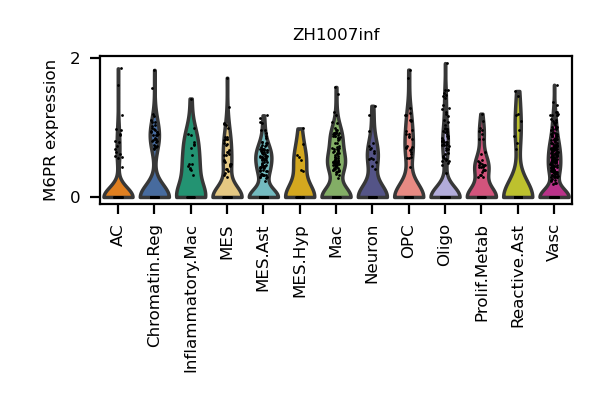 ZH1007inf
M6PR expression
2
0
AC
Chromatin.Reg
Inflammatory.Mac
MES
MES.Ast
MES.Hyp
Mac
Neuron
OPC
Oligo
Prolif.Metab
Reactive.Ast
Vasc